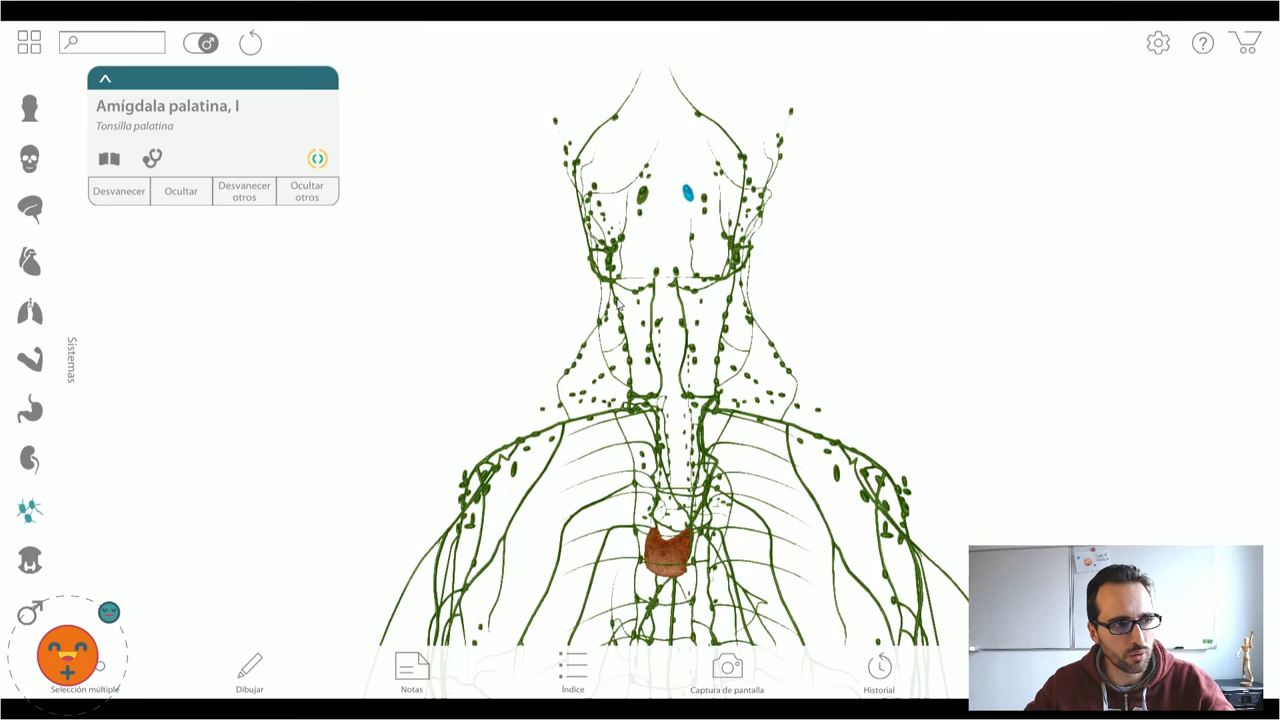 Amígdala palatina, I
Tonsilla palatina
Desvanecer
Ocultar
Desvanecer
otros
Ocultar
otros
Sistemas
Selección múltiple
Dibujar
Notas
Índice
Captura de pantalla
Historial